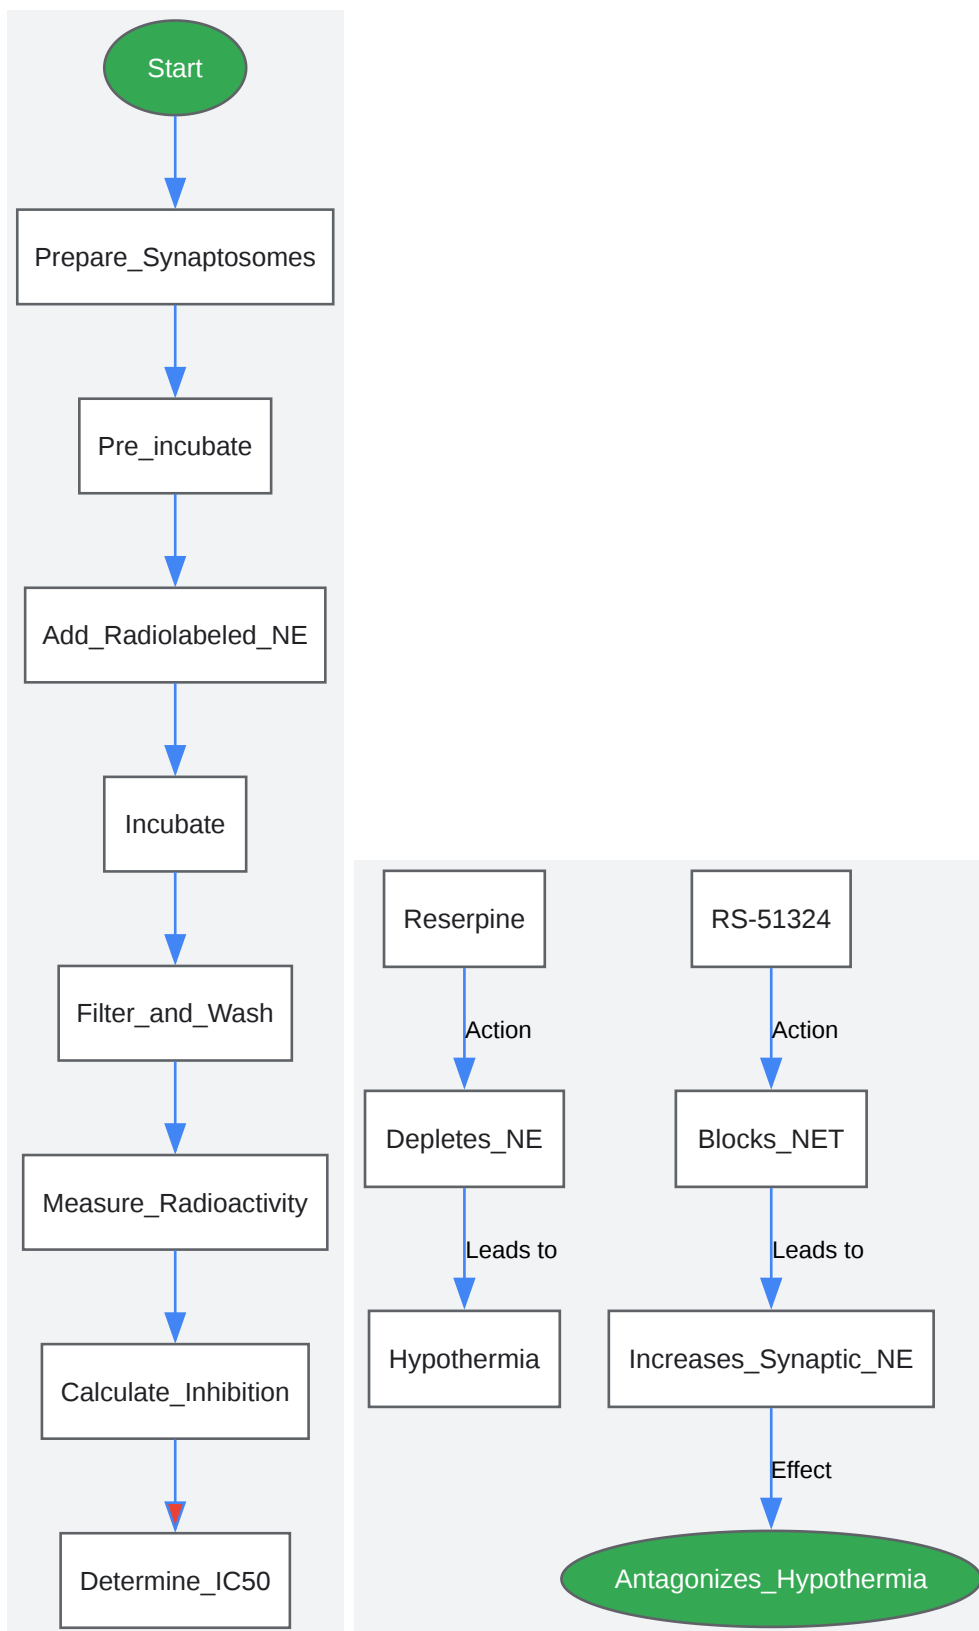 Start
Prepare_Synaptosomes
Pre_incubate
Add_Radiolabeled_NE
Incubate
Filter_and_Wash
Measure_Radioactivity
Calculate_Inhibition
Determine_IC50
Reserpine
Action
Depletes_NE
Leads to
Hypothermia
RS-51324
Action
Blocks_NET
Leads to
Increases_Synaptic_NE
Effect
Antagonizes_Hypothermia